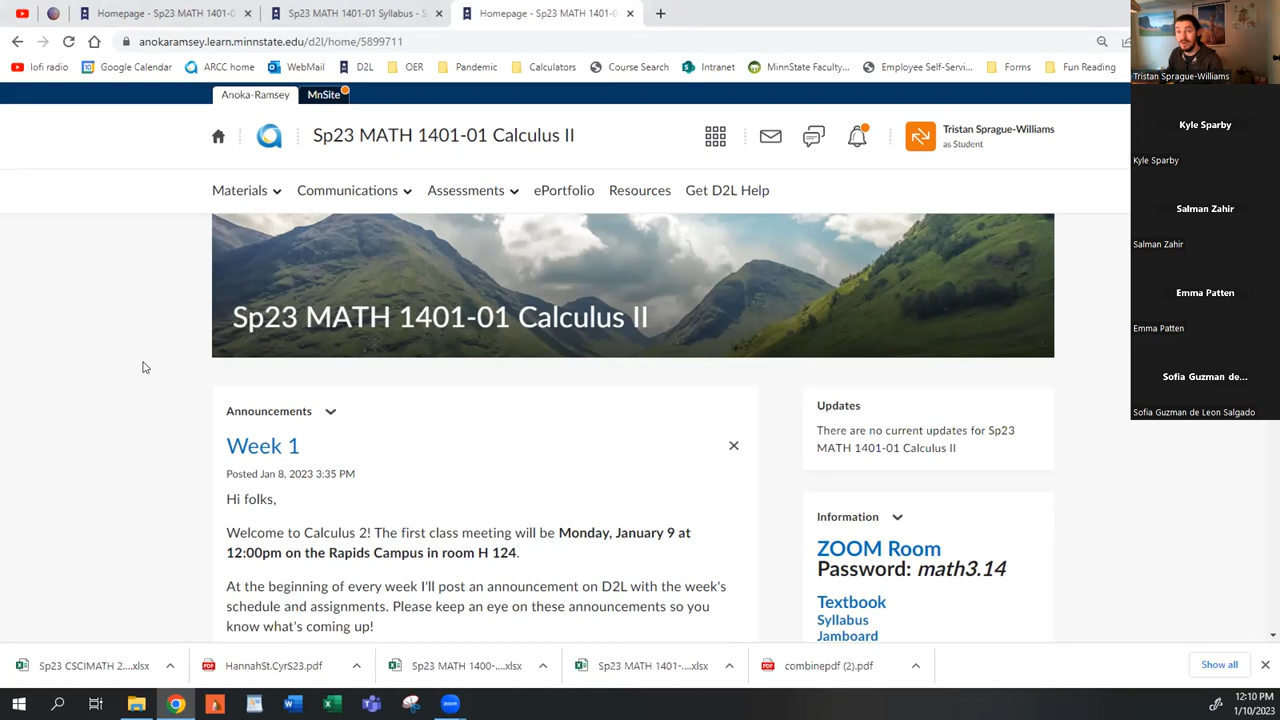 Homepage - Sp23 MATH 1401-0
Sp23 MATH 1401-01 Syllabus -
Homepage - Sp23 MATH 1401-0
anokaramsey.learn.minnstate.edu/d2l/home/5899711
lofi radio
Google Calendar
ARCC home
WebMail
D2L
OER
Pandemic
Calculators
Course Search
Intranet
MinnState Faculty...
Employee Self-Servi...
Forms
Fun Reading
Anoka-Ramsey
MnSite
Sp23 MATH 1401-01 Calculus II
Tristan Sprague-Williams
as Student
Materials
Communications
Assessments
ePortfolio
Resources
Get D2L Help
Sp23 MATH 1401-01 Calculus II
Announcements
Week 1
Posted Jan 8, 2023 3:35 PM
Hi folks,
Welcome to Calculus 2! The first class meeting will be Monday, January 9 at
12:00pm on the Rapids Campus in room H 124.
At the beginning of every week I'll post an announcement on D2L with the week's
schedule and assignments. Please keep an eye on these announcements so you
know what's coming up!
Updates
There are no current updates for Sp23
MATH 1401-01 Calculus II
Information
ZOOM Room
Password: math3.14
Textbook
Syllabus
Jamboard
Tristan Sprague-Williams
Kyle Sparby
Kyle Sparby
Salman Zahir
Salman Zahir
Emma Patten
Emma Patten
Sofia Guzman de...
Sofia Guzman de Leon Salgado
Sp23 CSCIMATH 2....xlsx
HannahSt.CyrS23.pdf
Sp23 MATH 1400-....xlsx
Sp23 MATH 1401-....xlsx
combinepdf (2).pdf
Show all
zoom
12:10 PM
1/10/2023